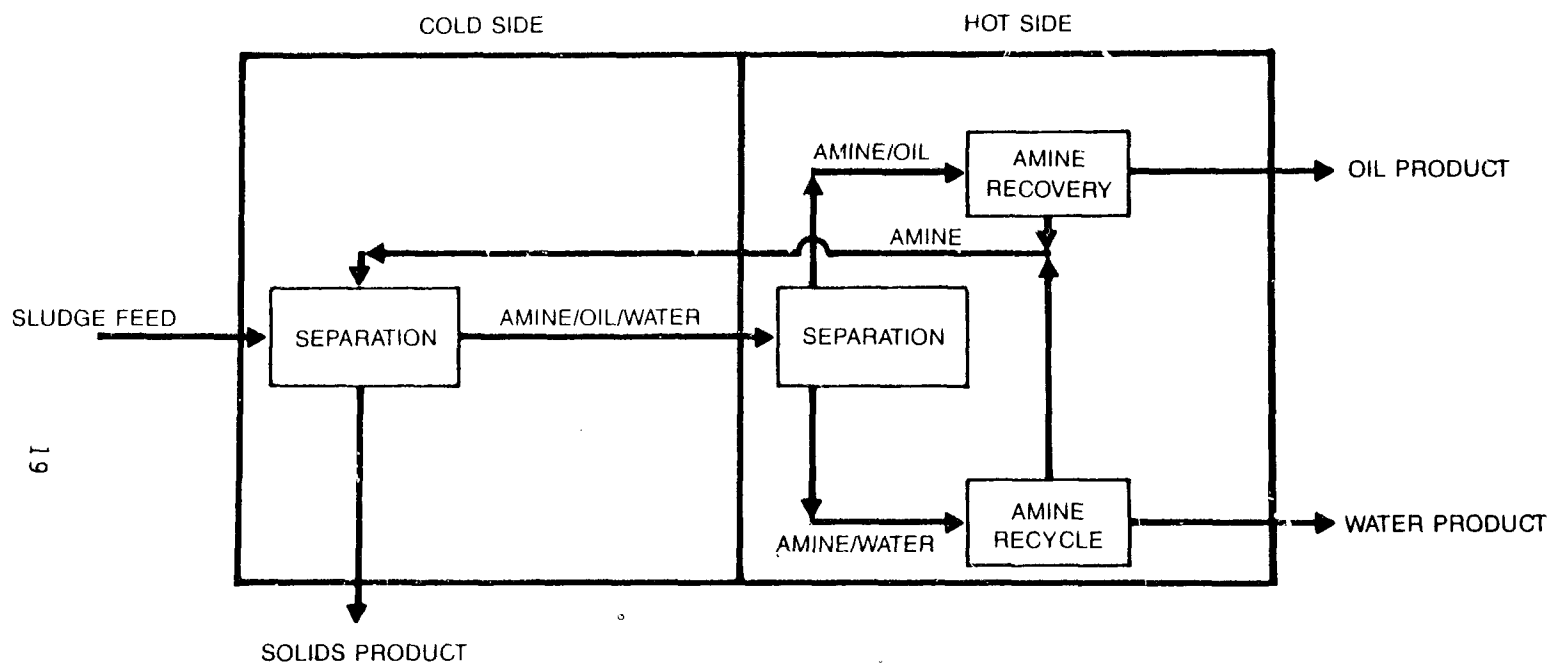 COLD SIDE
HOT SIDE
AMINE/OIL
AMINE
RECOVERY
OIL PRODUCT
AMINE
SLUDGE FEED
SEPARATION
AMINE/OIL/WATER
SEPARATION
19
AMINE
RECYCLE
WATER PRODUCT
AMINE/WATER
SOLIDS PRODUCT